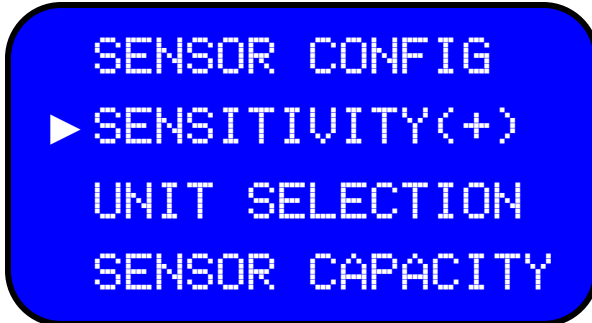 SENSOR CONFIG
►SENSITIVITY(+)
UNIT SELECTION
SENSOR CAPACITY